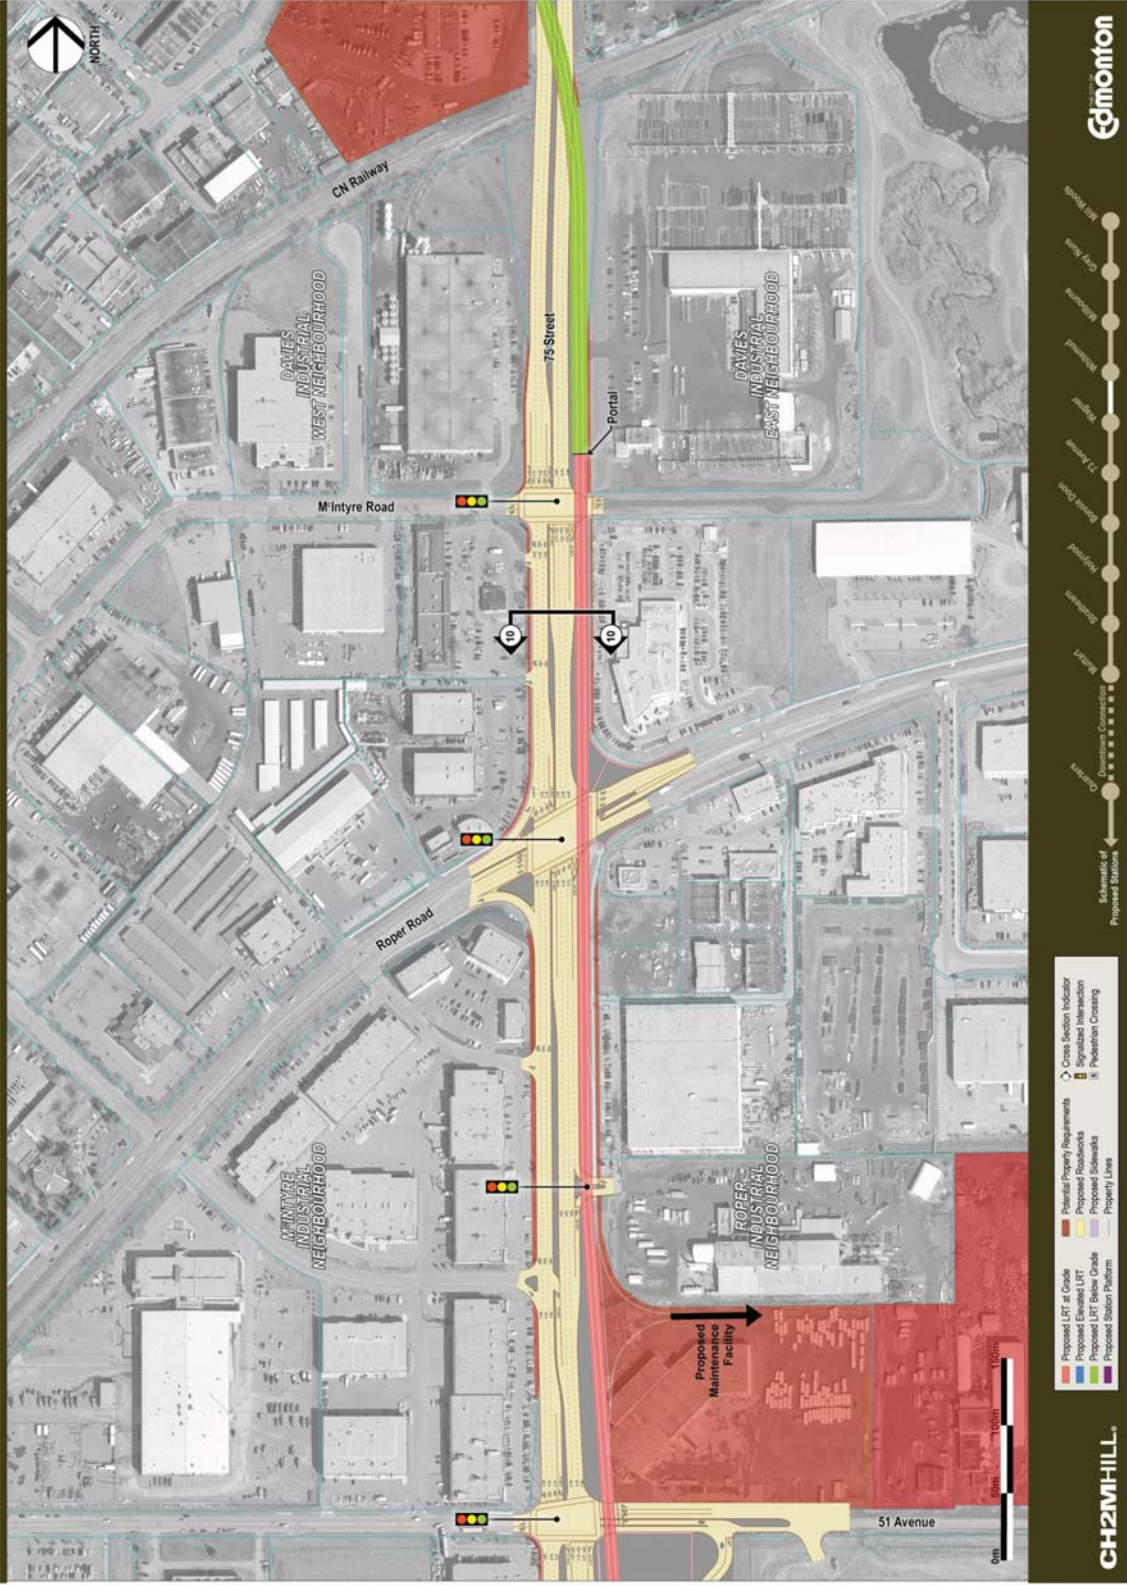 NORTH
CN Railway
DAVIES
INDUSTRIAL
WEST NEIGHBOURHOOD
75 Street
Portal
DAVIES
INDUSTRIAL
EAST NEIGHBOURHOOD
McIntyre Road
10
10
Roper Road
MCINTYRE
INDUSTRIAL
NEIGHBOURHOOD
ROPER
INDUSTRIAL
NEIGHBOURHOOD
Proposed
Maintenance
Facility
51 Avenue
0m 50m 100m 150m
CH2MHILL®
Proposed LRT at Grade
Proposed Elevated LRT
Proposed LRT Below Grade
Proposed Station Platform
Potential Property Requirements
Proposed Roadworks
Proposed Sidewalks
Property Lines
Cross Section Indicator
Signalized Intersection
Pedestrian Crossing
Schematic of
Proposed Stations
Quarters
Downtown Connection
Muttart
Strathearn
Holyrood
Bonnie Doon
73 Avenue
Wagner
Whitemud
Millbourne
Grey Nuns
Mill Woods
THE CITY OF
Edmonton